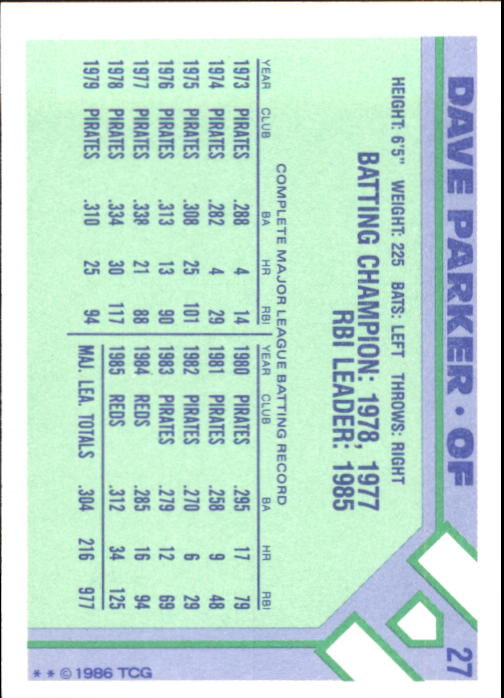 DAVE PARKER • OF
27
HEIGHT: 6'5" WEIGHT: 225 BATS: LEFT THROWS: RIGHT
BATTING CHAMPION: 1978, 1977
RBI LEADER: 1985
COMPLETE MAJOR LEAGUE BATTING RECORD
YEAR CLUB BA HR RBI YEAR CLUB BA HR RBI
1973 PIRATES .288 4 14 1980 PIRATES .295 17 79
1974 PIRATES .282 4 29 1981 PIRATES .258 9 48
1975 PIRATES .308 25 101 1982 PIRATES .270 6 29
1976 PIRATES .313 13 90 1983 PIRATES .279 12 69
1977 PIRATES .338 21 88 1984 REDS .285 16 94
1978 PIRATES .334 30 117 1985 REDS .312 34 125
1979 PIRATES .310 25 94 MAJ. LEA. TOTALS .304 216 977
* * © 1986 TCG